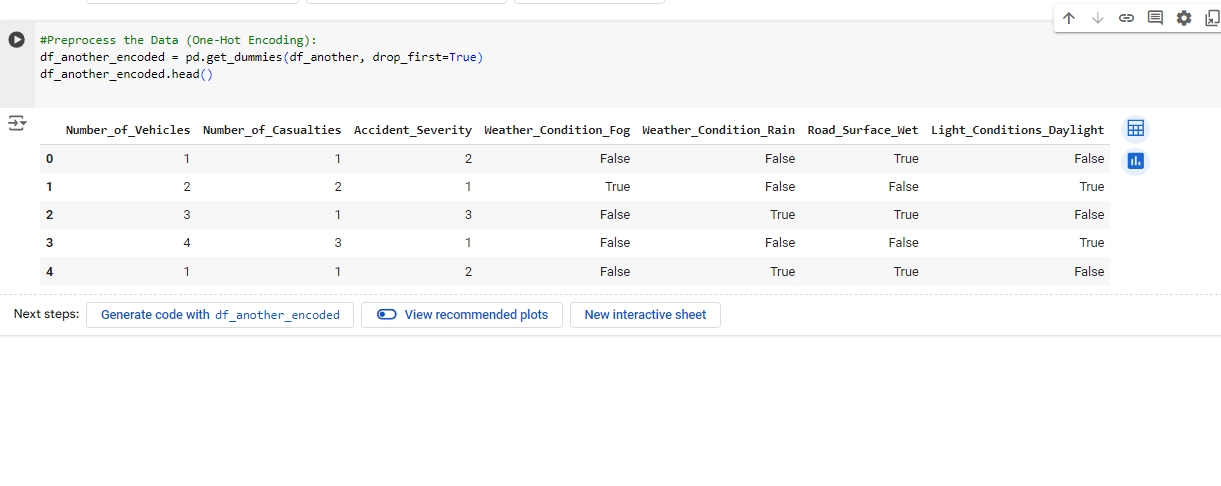 #Preprocess the Data (One-Hot Encoding):
df_another_encoded = pd.get_dummies(df_another, drop_first=True)
df_another_encoded.head()
Number_of_Vehicles Number_of_Casualties Accident_Severity Weather_Condition_Fog Weather_Condition_Rain Road_Surface_Wet Light_Conditions_Daylight
0 1 1 2 False False True False
1 2 2 1 True False False True
2 3 1 3 False True True False
3 4 3 1 False False False True
4 1 1 2 False True True False
Next steps: Generate code with df_another_encoded View recommended plots New interactive sheet